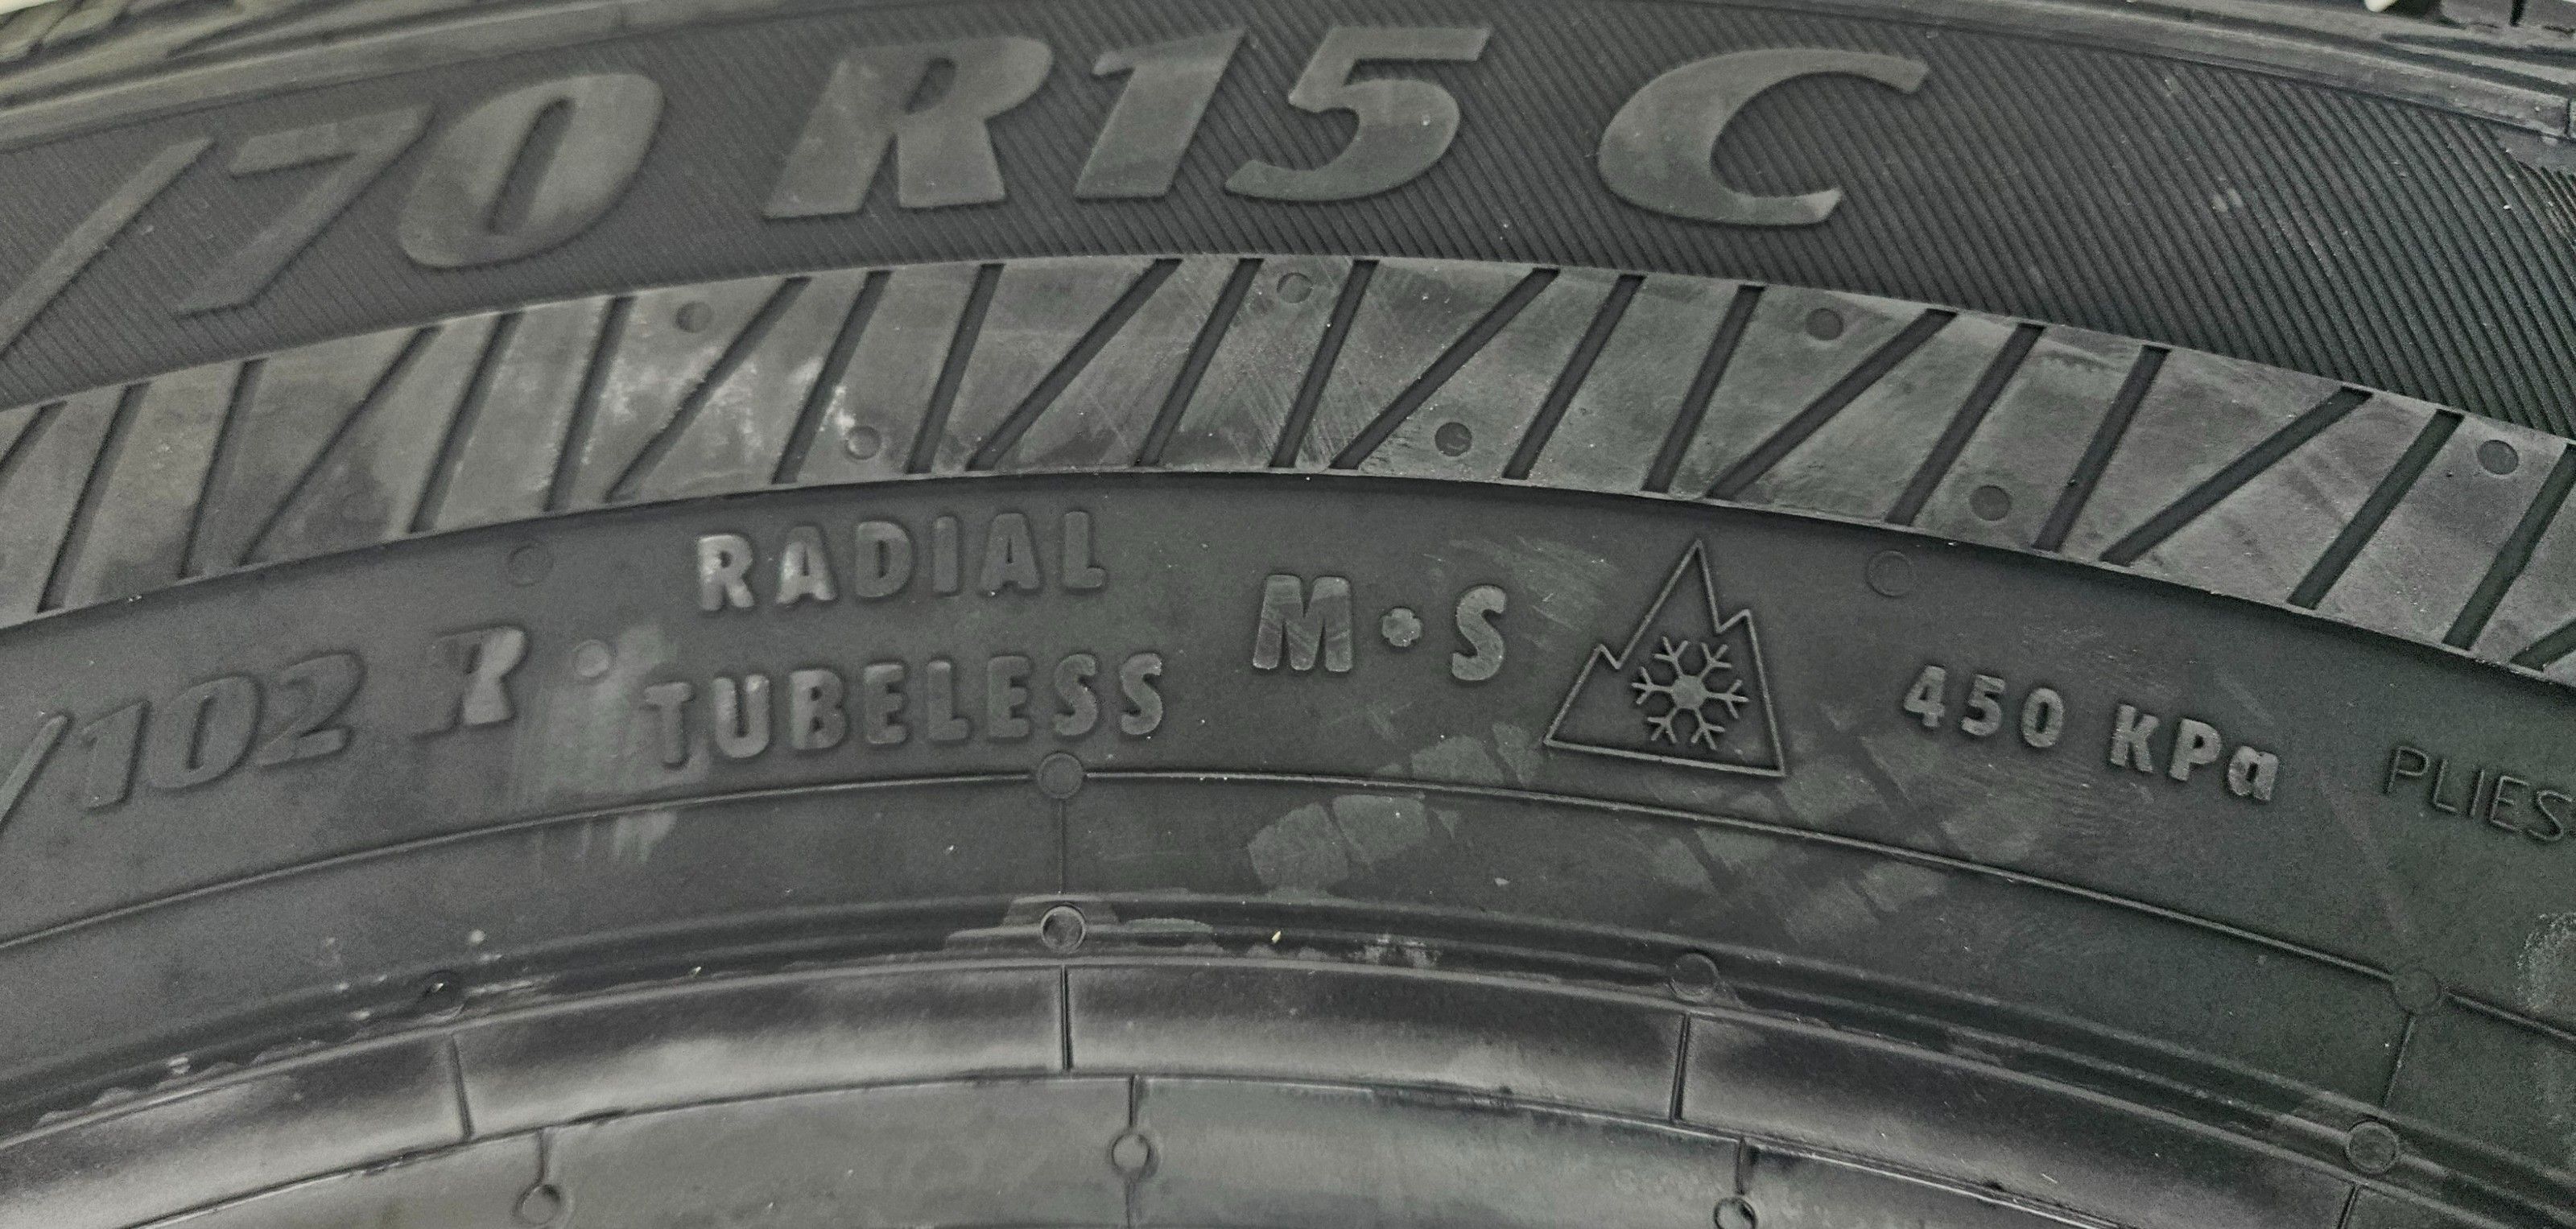 /70 R15 C
/102 R
RADIAL
TUBELESS
M•S
450 KPa
PLIES